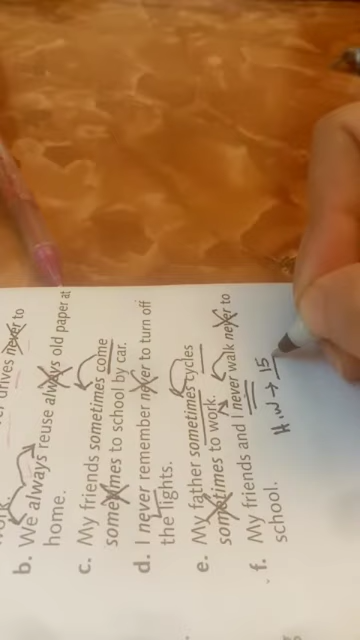 drives never to
b. We always reuse always old paper at
home.
c. My friends sometimes come
sometimes to school by car.
d. I never remember never to turn off
the lights.
e. My father sometimes cycles
sometimes to work.
f. My friends and I never walk never to
school.
H.W → 15